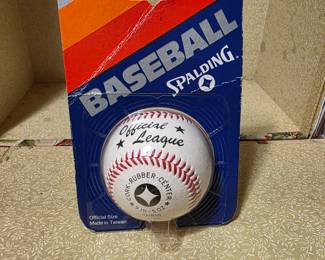 BASEBALL
SPALDING
Official
League
CORK-RUBBER-CENTER
Official Size
Made in Taiwan